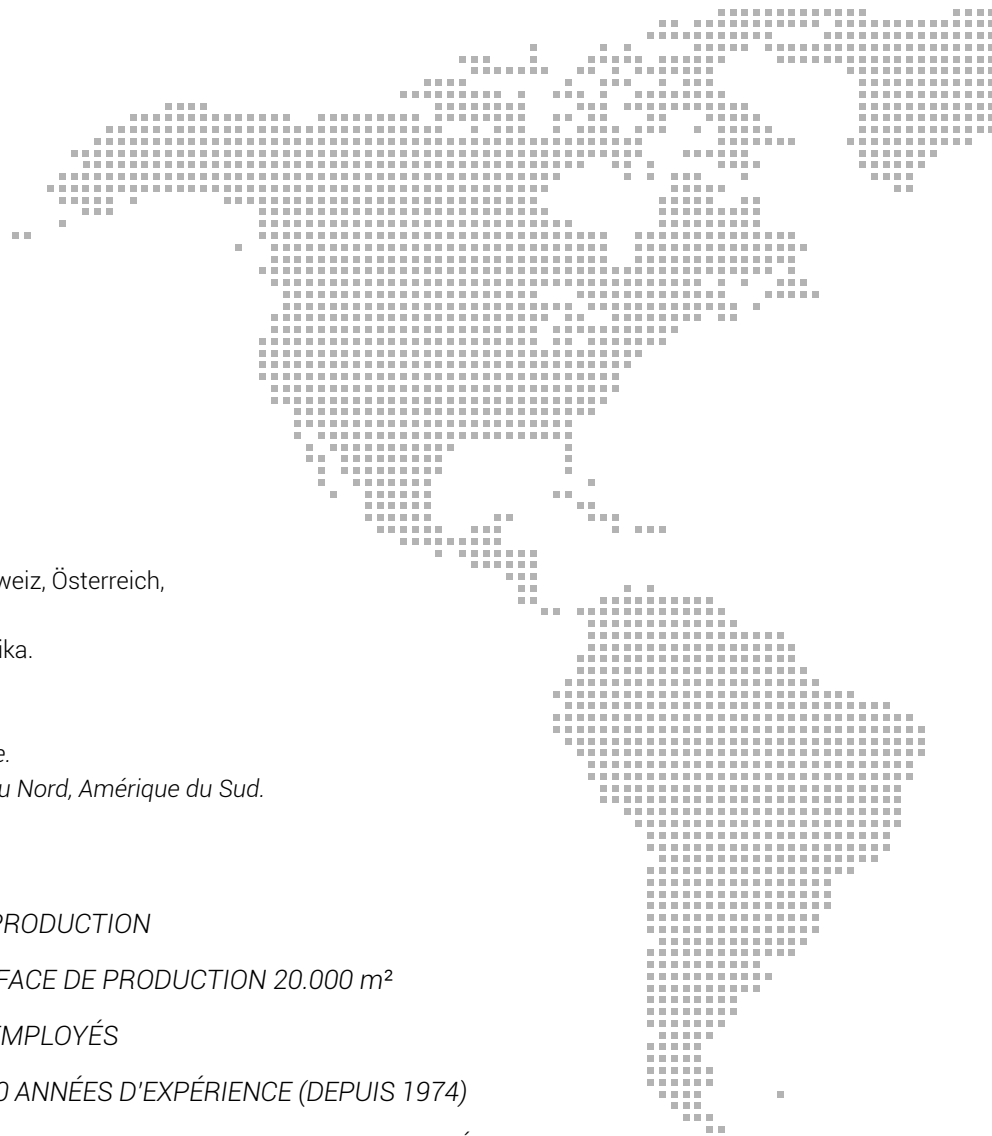 weiz, Österreich,
ika.
e.
u Nord, Amérique du Sud.
PRODUCTION
FACE DE PRODUCTION 20.000 m²
EMPLOYÉS
0 ANNÉES D'EXPÉRIENCE (DEPUIS 1974)